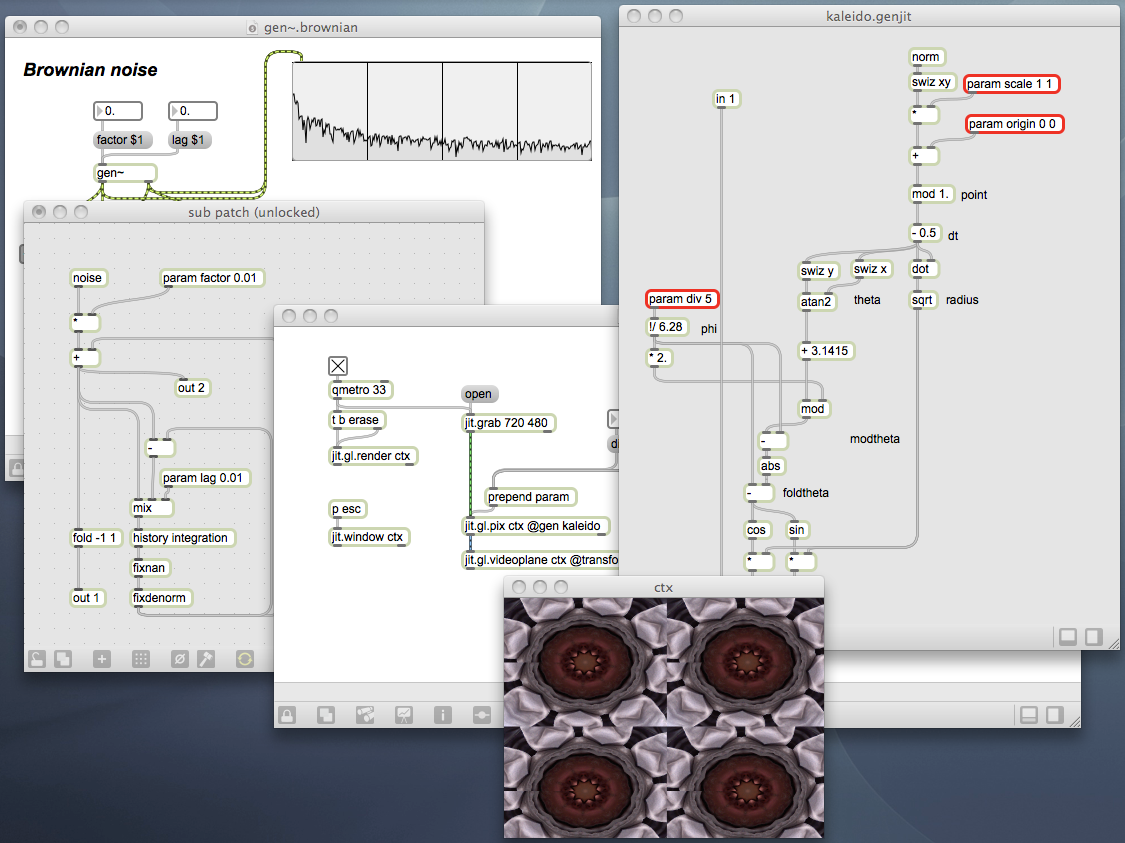 gen~.brownian
Brownian noise
0.
0.
factor $1
lag $1
gen~
sub patch (unlocked)
noise
param factor 0.01
*
+
out 2
-
param lag 0.01
mix
fold -1 1
history integration
fixnan
out 1
fixdenorm
qmetro 33
open
t b erase
jit.grab 720 480
jit.gl.render ctx
d
prepend param
p esc
jit.gl.pix ctx @gen kaleido
jit.window ctx
jit.gl.videoplane ctx @transfo
kaleido.genjit
norm
swiz xy
param scale 1 1
in 1
*
param origin 0 0
+
mod 1.
point
- 0.5
dt
swiz y
swiz x
dot
param div 5
atan2
theta
sqrt
radius
!/ 6.28
phi
* 2.
+ 3.1415
mod
-
modtheta
abs
-
foldtheta
cos
sin
*
*
ctx